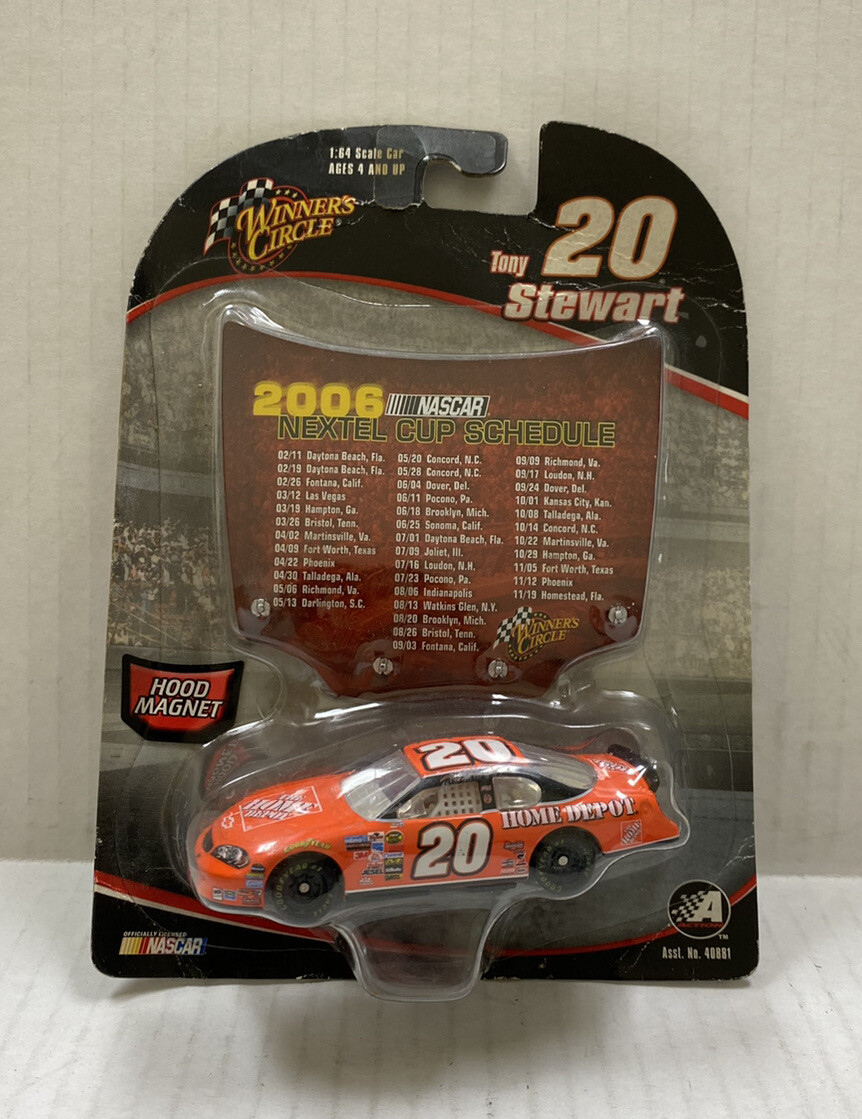 1:64 Scale Car
AGES 4 AND UP
WINNER'S
CIRCLE
20
Tony
Stewart
2006 NASCAR
NEXTEL CUP SCHEDULE
02/11 Daytona Beach, Fla.
02/19 Daytona Beach, Fla.
02/26 Fontana, Calif.
03/12 Las Vegas
03/19 Hampton, Ga.
03/26 Bristol, Tenn.
04/02 Martinsville, Va.
04/09 Fort Worth, Texas
04/22 Phoenix
04/30 Talladega, Ala.
05/06 Richmond, Va.
05/13 Darlington, S.C.
05/20 Concord, N.C.
05/28 Concord, N.C.
06/04 Dover, Del.
06/11 Pocono, Pa.
06/18 Brooklyn, Mich.
06/25 Sonoma, Calif.
07/01 Daytona Beach, Fla.
07/09 Joliet, Ill.
07/16 Loudon, N.H.
07/23 Pocono, Pa.
08/06 Indianapolis
08/13 Watkins Glen, N.Y.
08/20 Brooklyn, Mich.
08/26 Bristol, Tenn.
09/03 Fontana, Calif.
09/09 Richmond, Va.
09/17 Loudon, N.H.
09/24 Dover, Del.
10/01 Kansas City, Kan.
10/08 Talladega, Ala.
10/14 Concord, N.C.
10/22 Martinsville, Va.
10/29 Hampton, Ga.
11/05 Fort Worth, Texas
11/12 Phoenix
11/19 Homestead, Fla.
WINNER'S
CIRCLE
HOOD
MAGNET
20
THE
HOME
DEPOT
HOME DEPOT
20
GOODYEAR
A
ACTION
TM
OFFICIALLY LICENSED
NASCAR
Asst. No. 40881